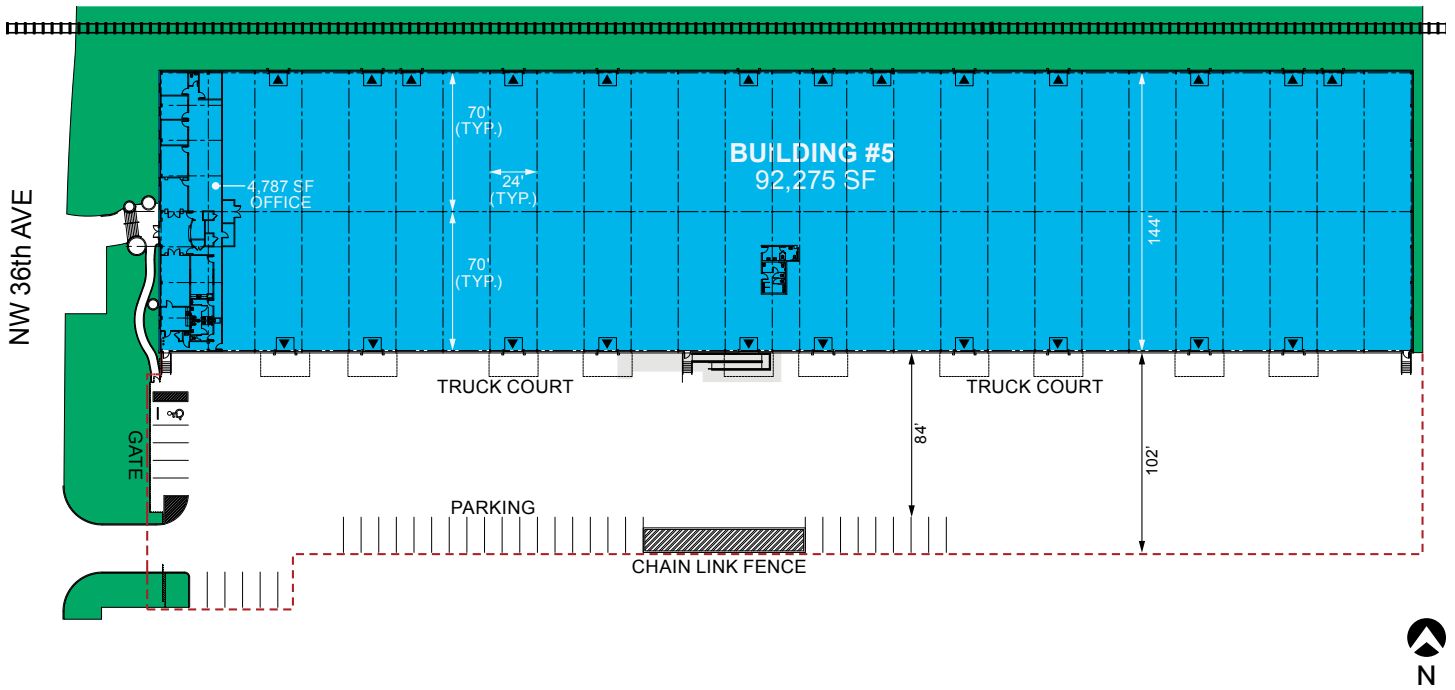 70'
(TYP.)
BUILDING #5
92,275 SF
24'
(TYP.)
4,787 SF
OFFICE
NW 36th AVE
144'
70'
(TYP.)
TRUCK COURT
TRUCK COURT
GATE
84'
102'
PARKING
CHAIN LINK FENCE
N